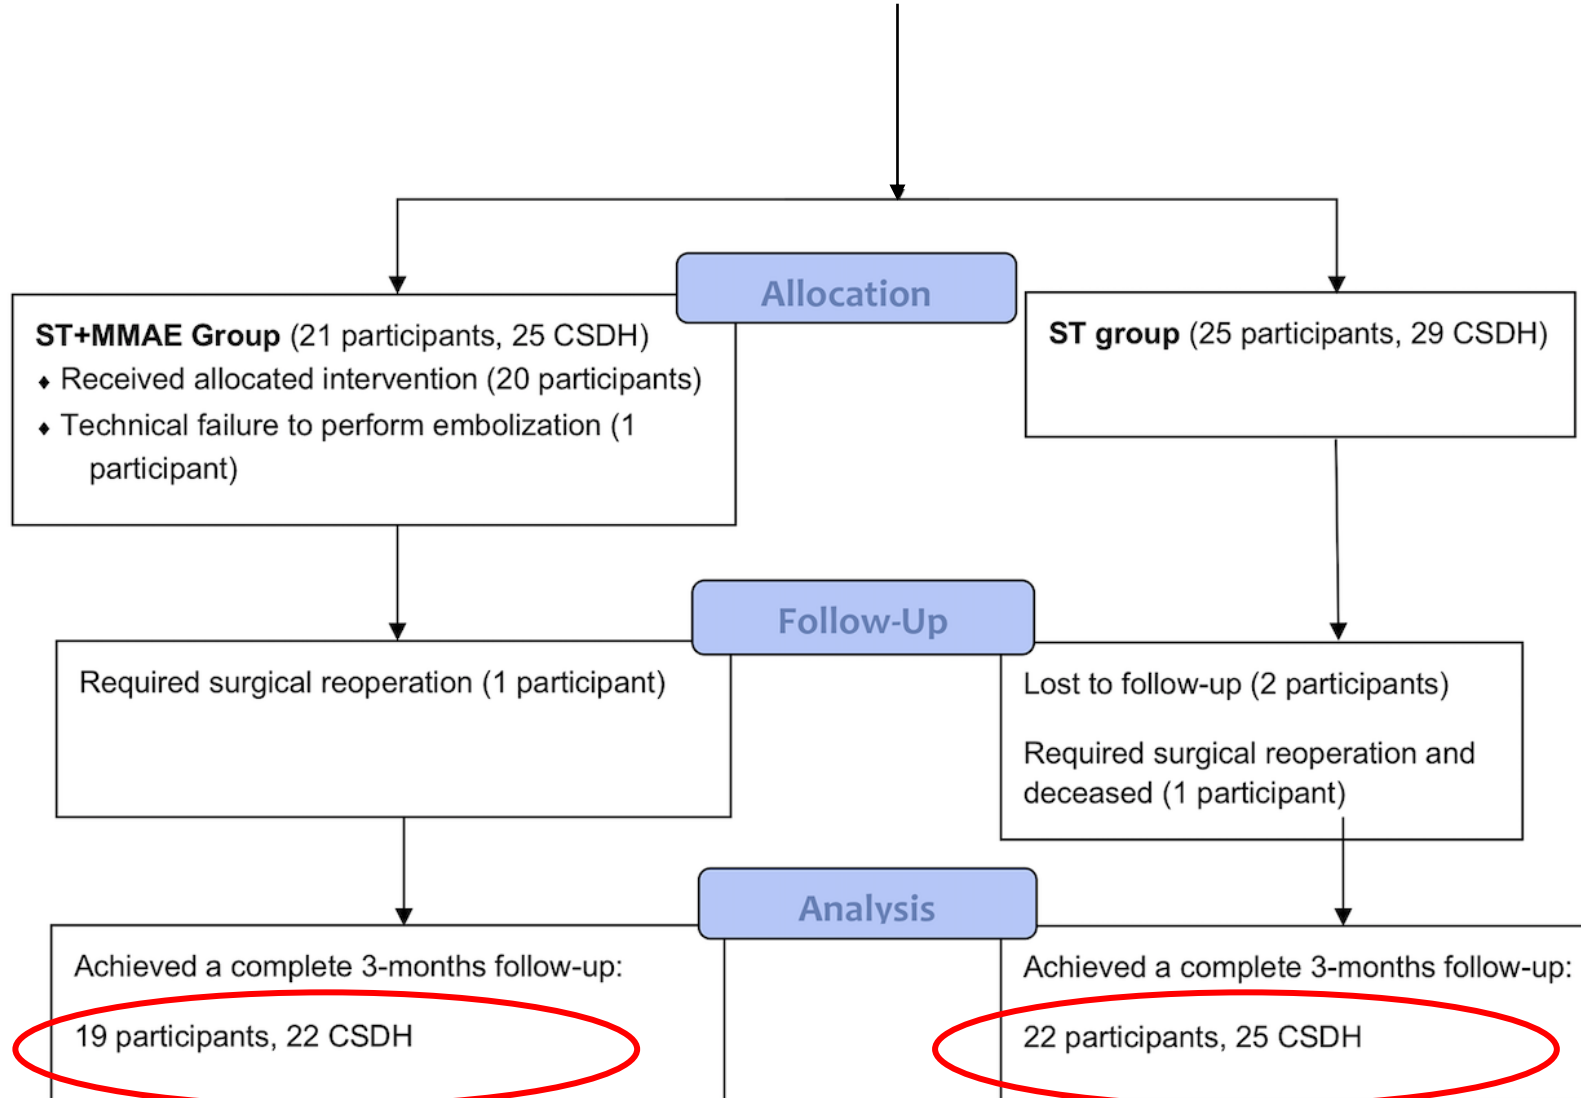 Allocation
ST+MMAE Group (21 participants, 25 CSDH)
♦ Received allocated intervention (20 participants)
♦ Technical failure to perform embolization (1
participant)
ST group (25 participants, 29 CSDH)
Follow-Up
Required surgical reoperation (1 participant)
Lost to follow-up (2 participants)
Required surgical reoperation and
deceased (1 participant)
Analysis
Achieved a complete 3-months follow-up:
19 participants, 22 CSDH
Achieved a complete 3-months follow-up:
22 participants, 25 CSDH